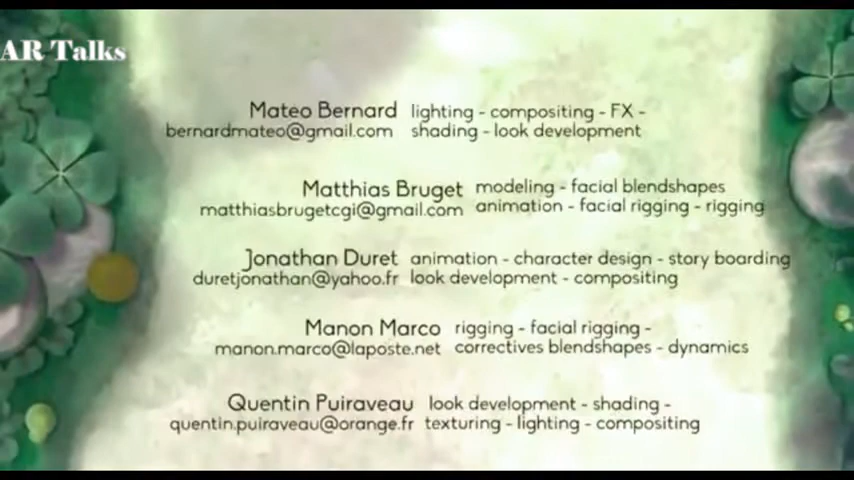 AR Talks
Mateo Bernard lighting - compositing - FX -
bernardmateo@gmail.com shading - look development
Matthias Bruget modeling - facial blendshapes
matthiasbrugetcgi@gmail.com animation - facial rigging - rigging
Jonathan Duret animation - character design - story boarding
duretjonathan@yahoo.fr look development - compositing
Manon Marco rigging - facial rigging -
manon.marco@laposte.net correctives blendshapes - dynamics
Quentin Puiraveau look development - shading -
quentin.puiraveau@orange.fr texturing - lighting - compositing